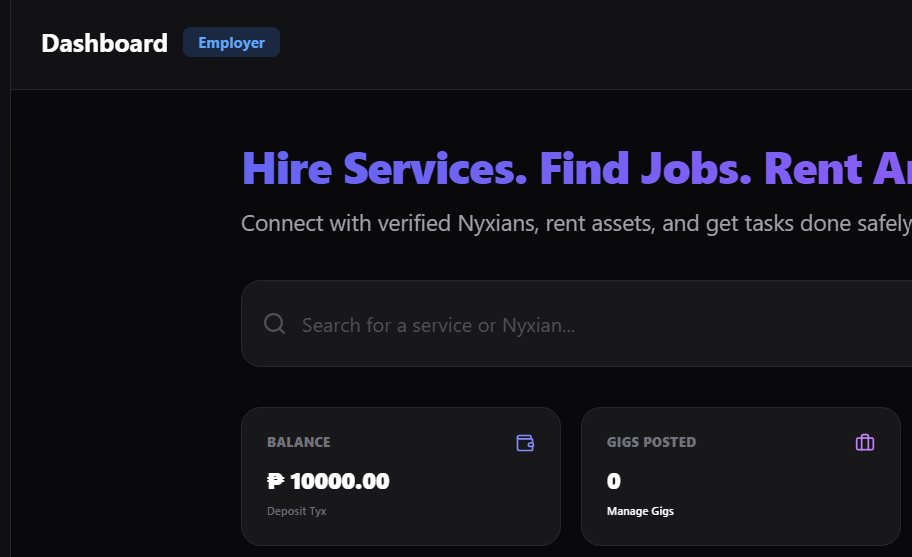 Dashboard Employer
Hire Services. Find Jobs. Rent
Connect with verified Nyxians, rent assets, and get tasks done safely
Search for a service or Nyxian...
BALANCE
₱ 10000.00
Deposit Tyx
GIGS POSTED
0
Manage Gigs